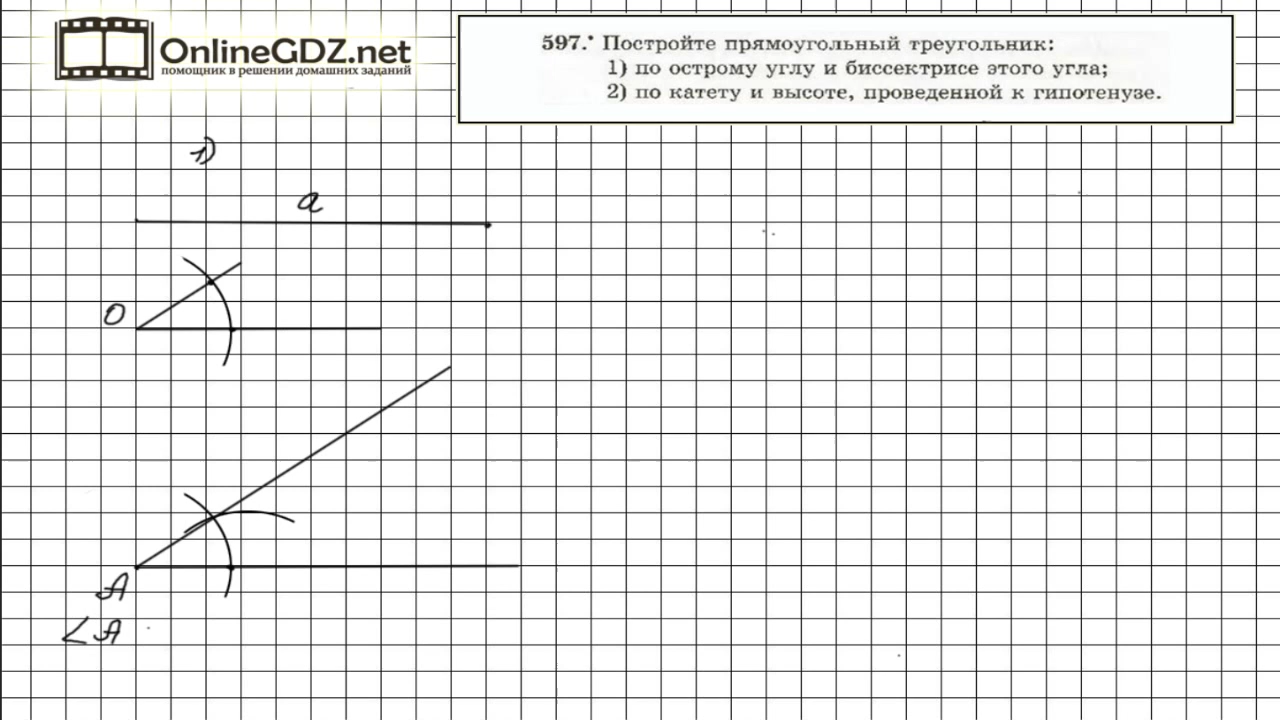 OnlineGDZ.net
помощник в решении домашних заданий
597.• Постройте прямоугольный треугольник:
1) по острому углу и биссектрисе этого угла;
2) по катету и высоте, проведенной к гипотенузе.
1)
a
O
A
∠A